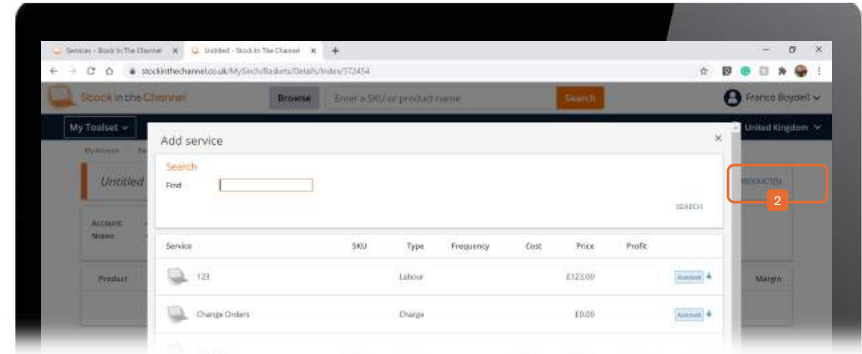 Services - Stock In The Channel
Untitled - Stock In The Channel
stockinthechannel.co.uk/MySinch/Baskets/Details/Index/572454
Stock in the Channel
Browse
Enter a SKU or product name
Search
Franco Boydell
My Toolset
United Kingdom
Add service
Untitled
Search
Find
PRODUCT(S)
2
SEARCH
Account:
Notes:
Service SKU Type Frequency Cost Price Profit
Product
123 Labour £123.00
Margin
Change Orders Charge £0.00